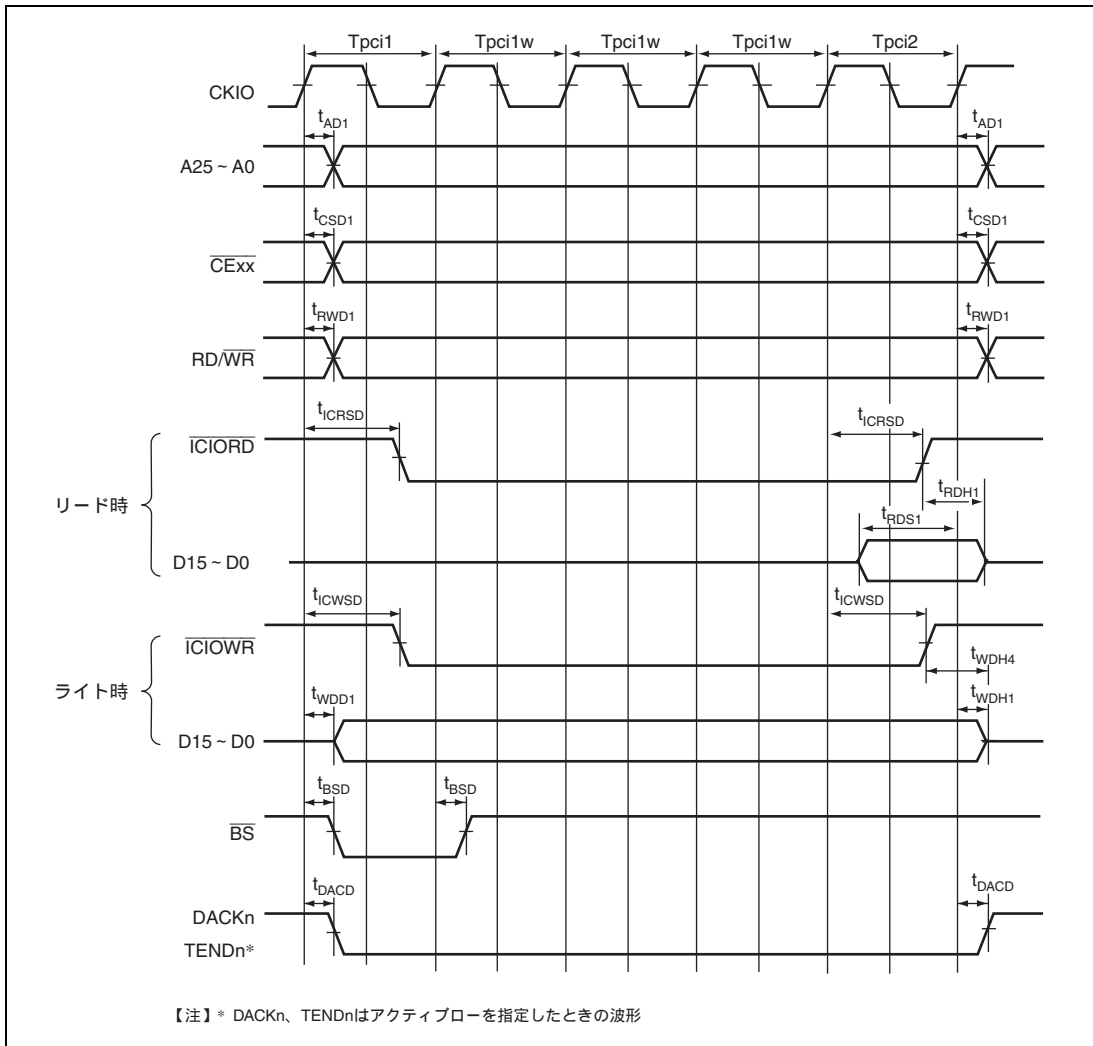 Tpci1 Tpci1w Tpci1w Tpci1w Tpci2
CKIO
tAD1 tAD1
A25 ~ A0
tCSD1 tCSD1
CExx
tRWD1 tRWD1
RD/WR
tICRSD tICRSD
ICIORD
tRDH1
リード時
tRDS1
D15 ~ D0
tICWSD tICWSD
ICIOWR
tWDH4
ライト時
tWDD1 tWDH1
D15 ~ D0
tBSD tBSD
BS
tDACD tDACD
DACKn
TENDn*
【注】* DACKn、TENDnはアクティブローを指定したときの波形